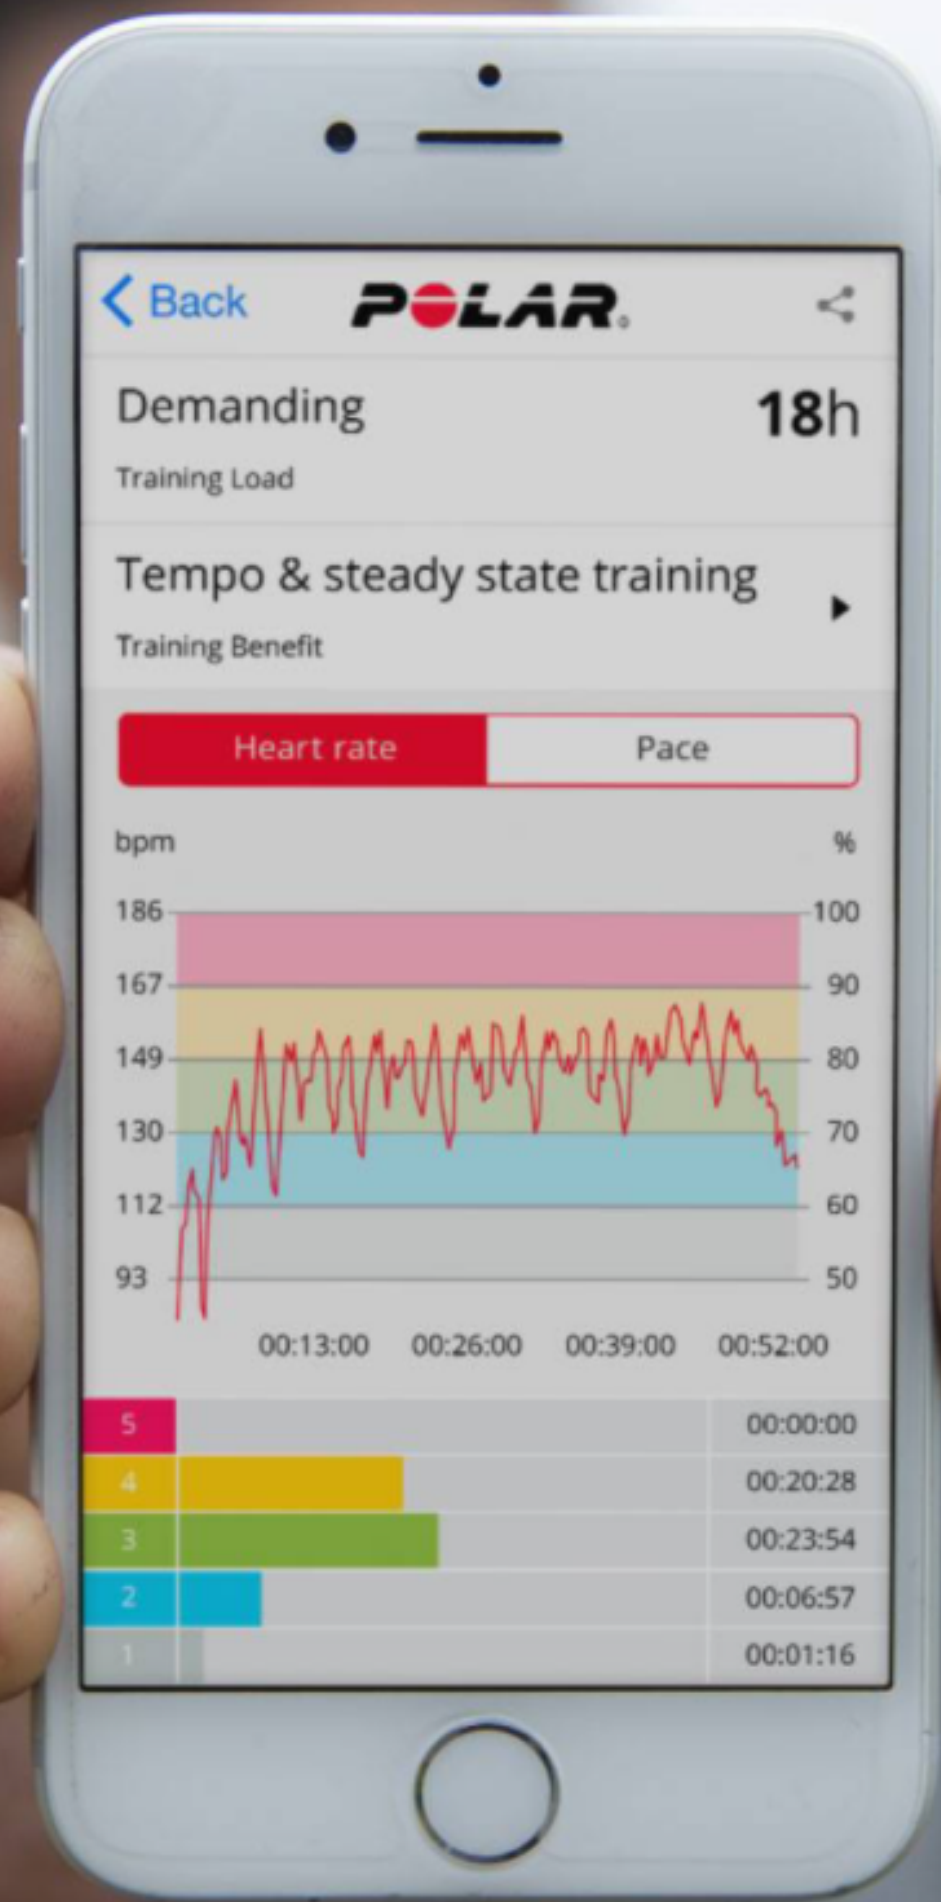 Back POLAR
Demanding 18h
Training Load
Tempo & steady state training
Training Benefit
Heart rate Pace
bpm %
186 100
167 90
149 80
130 70
112 60
93 50
00:13:00 00:26:00 00:39:00 00:52:00
5 00:00:00
4 00:20:28
3 00:23:54
2 00:06:57
1 00:01:16